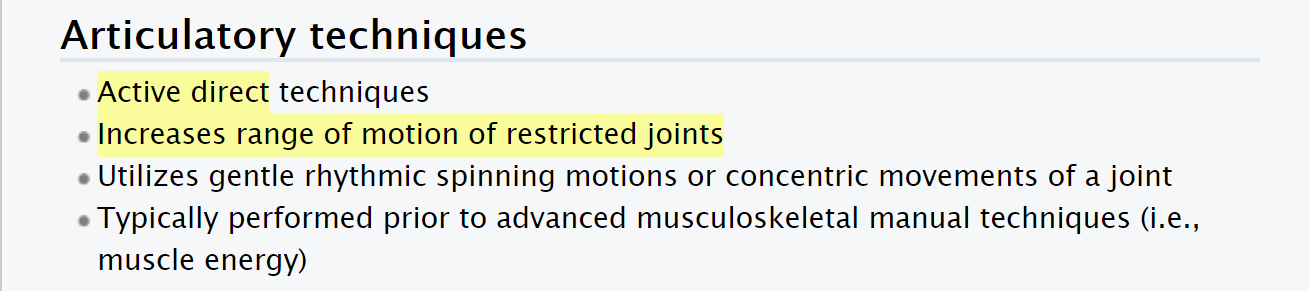 Articulatory techniques
Active direct techniques
Increases range of motion of restricted joints
Utilizes gentle rhythmic spinning motions or concentric movements of a joint
Typically performed prior to advanced musculoskeletal manual techniques (i.e.,
muscle energy)